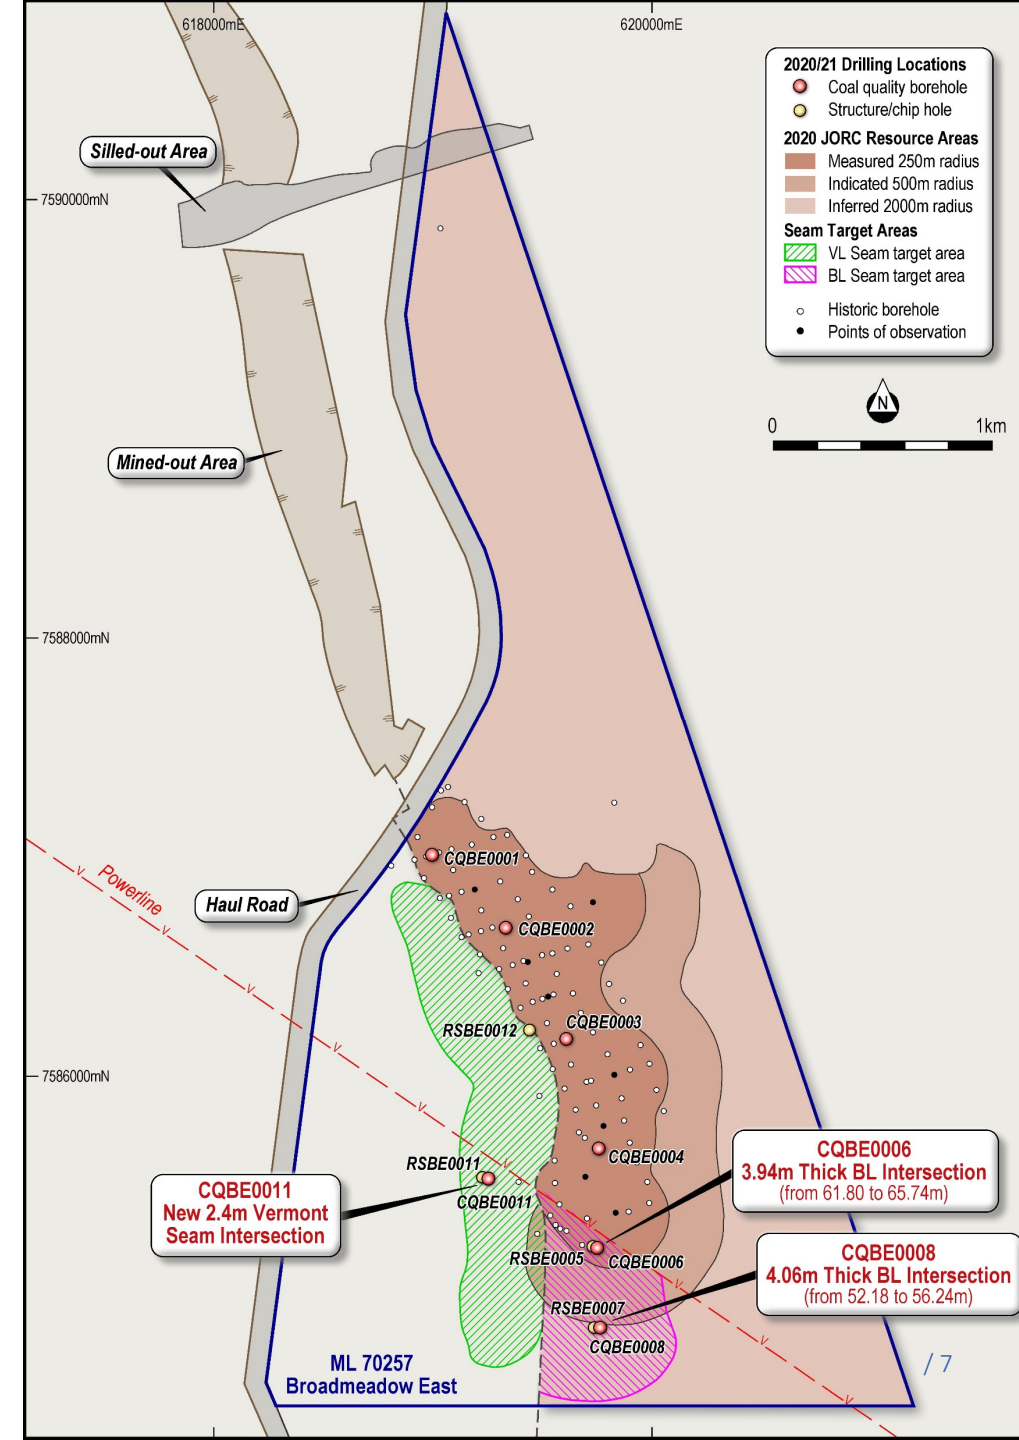 618000mE
620000mE
2020/21 Drilling Locations
Coal quality borehole
Structure/chip hole
2020 JORC Resource Areas
Measured 250m radius
Indicated 500m radius
Inferred 2000m radius
Seam Target Areas
VL Seam target area
BL Seam target area
Historic borehole
Points of observation
Silled-out Area
7590000mN
N
0
1km
Mined-out Area
7588000mN
Powerline
Haul Road
CQBE0001
CQBE0002
RSBE0012
CQBE0003
7586000mN
CQBE0004
RSBE0011
CQBE0011
CQBE0006
3.94m Thick BL Intersection
(from 61.80 to 65.74m)
CQBE0011
New 2.4m Vermont
Seam Intersection
RSBE0005
CQBE0006
CQBE0008
4.06m Thick BL Intersection
(from 52.18 to 56.24m)
RSBE0007
CQBE0008
ML 70257
Broadmeadow East
/ 7